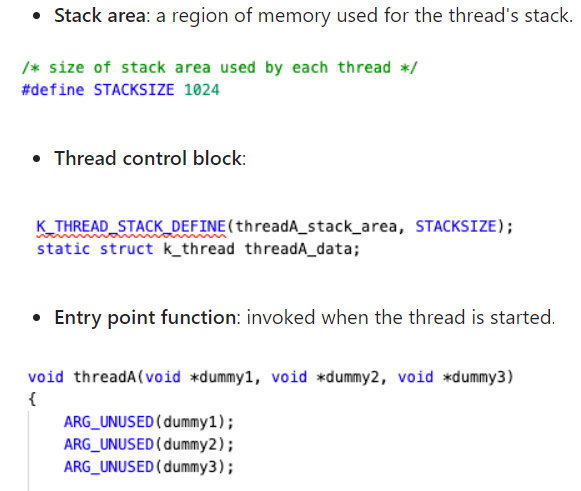 • Stack area: a region of memory used for the thread's stack.
/* size of stack area used by each thread */
#define STACKSIZE 1024
• Thread control block:
K_THREAD_STACK_DEFINE(threadA_stack_area, STACKSIZE);
static struct k_thread threadA_data;
• Entry point function: invoked when the thread is started.
void threadA(void *dummy1, void *dummy2, void *dummy3)
{
ARG_UNUSED(dummy1);
ARG_UNUSED(dummy2);
ARG_UNUSED(dummy3);